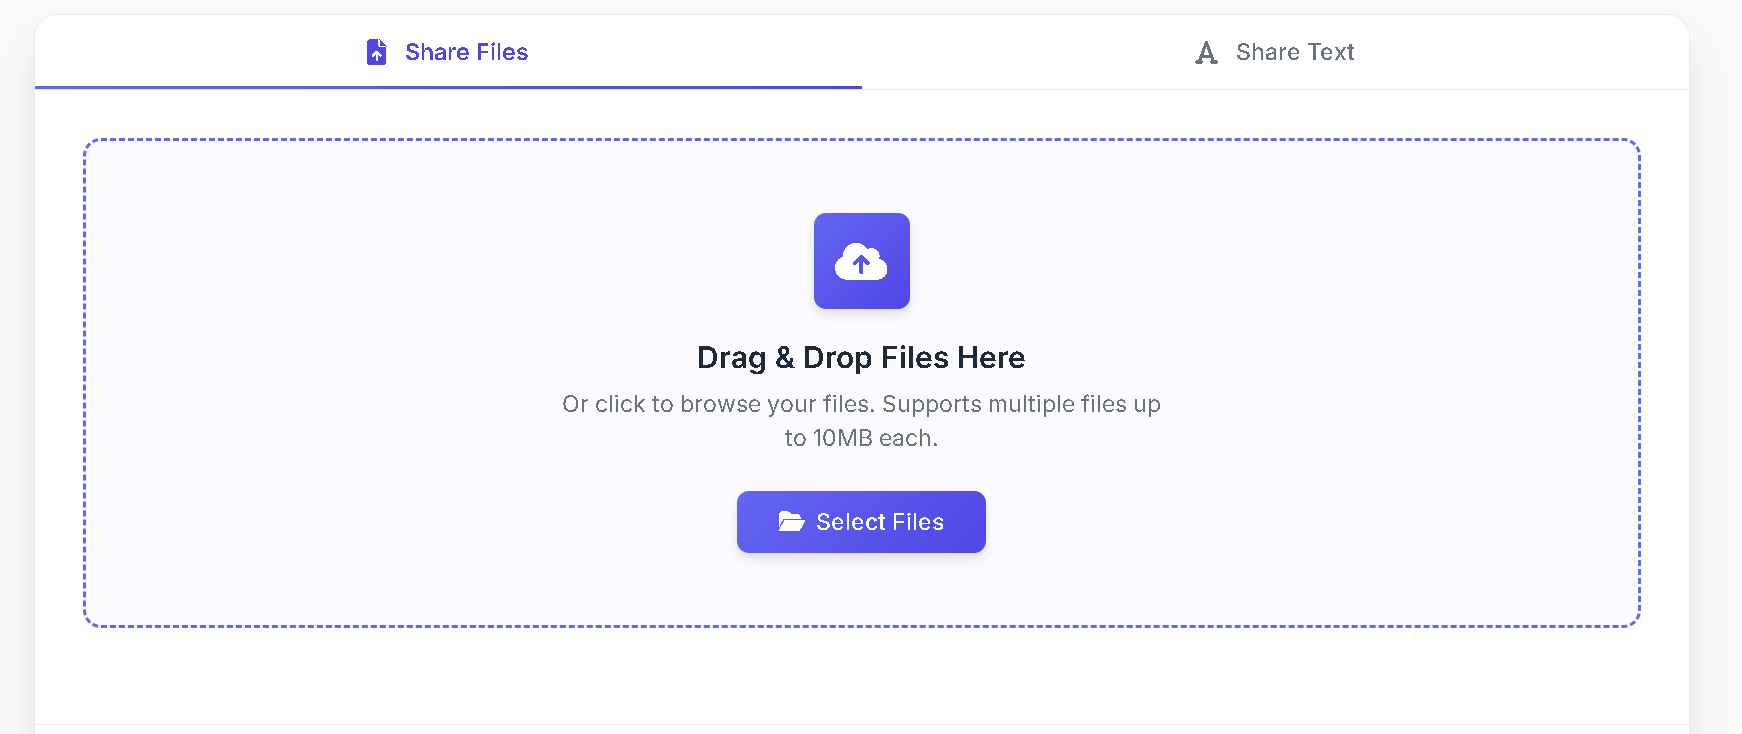 Share Files
Share Text
Drag & Drop Files Here
Or click to browse your files. Supports multiple files up
to 10MB each.
Select Files